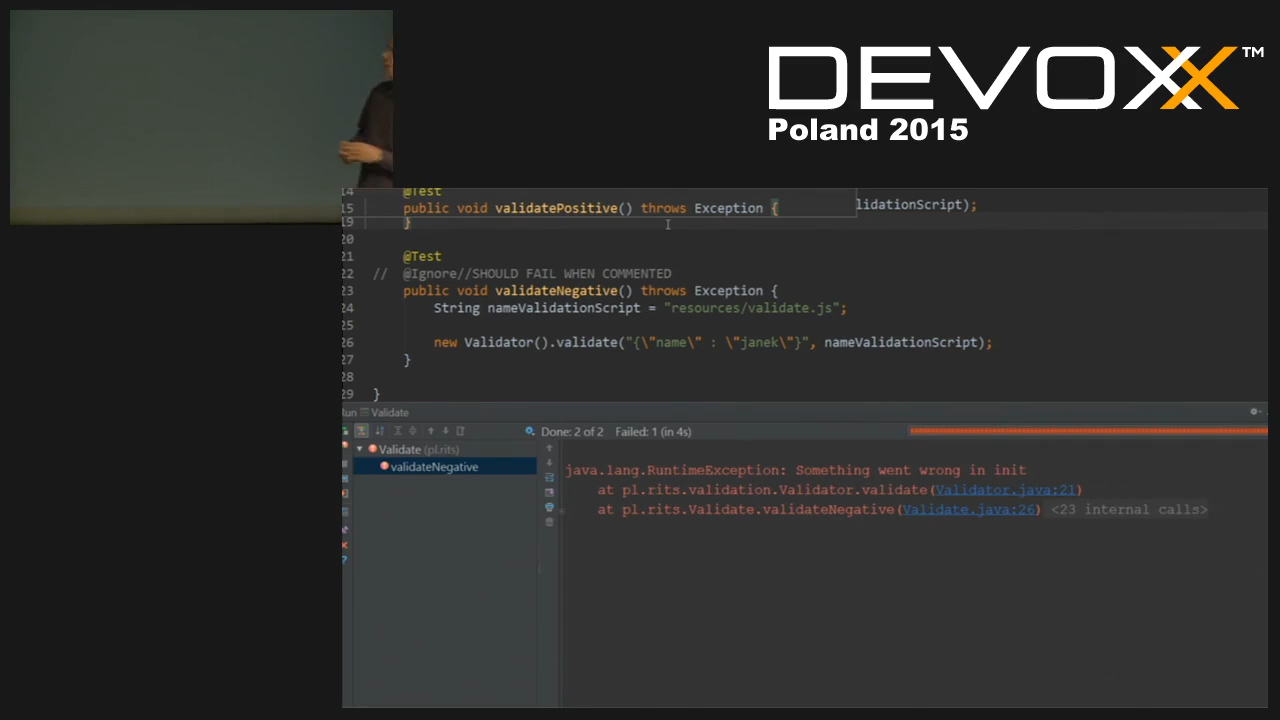 DEVOXX™
Poland 2015
14 @Test
15 public void validatePositive() throws Exception { lidationScript);
19 }
20
21 @Test
22 // @Ignore//SHOULD FAIL WHEN COMMENTED
23 public void validateNegative() throws Exception {
24 String nameValidationScript = "resources/validate.js";
25
26 new Validator().validate("{\"name\" : \"janek\"}", nameValidationScript);
27 }
28
29 }
un Validate
Done: 2 of 2 Failed: 1 (in 4s)
Validate (pl.rits)
validateNegative
java.lang.RuntimeException: Something went wrong in init
at pl.rits.validation.Validator.validate(Validator.java:21)
at pl.rits.Validate.validateNegative(Validate.java:26) <23 internal calls>